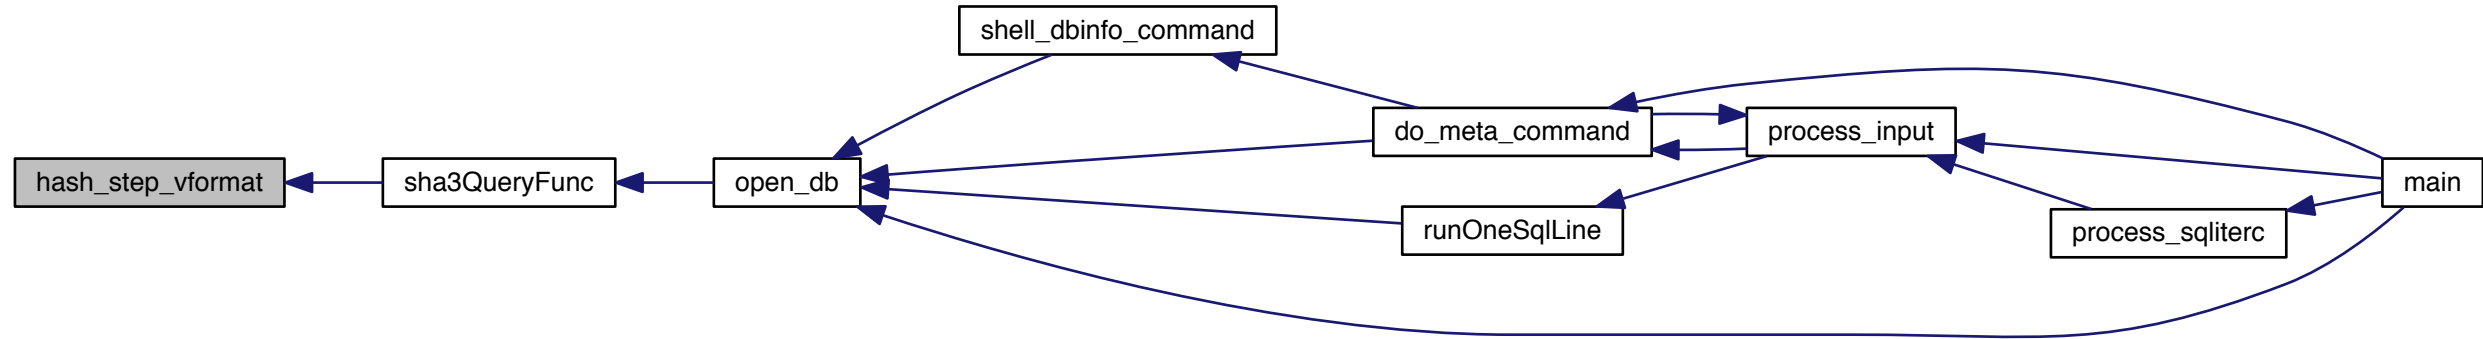 shell_dbinfo_command
do_meta_command
process_input
hash_step_vformat
sha3QueryFunc
open_db
main
runOneSqlLine
process_sqliterc